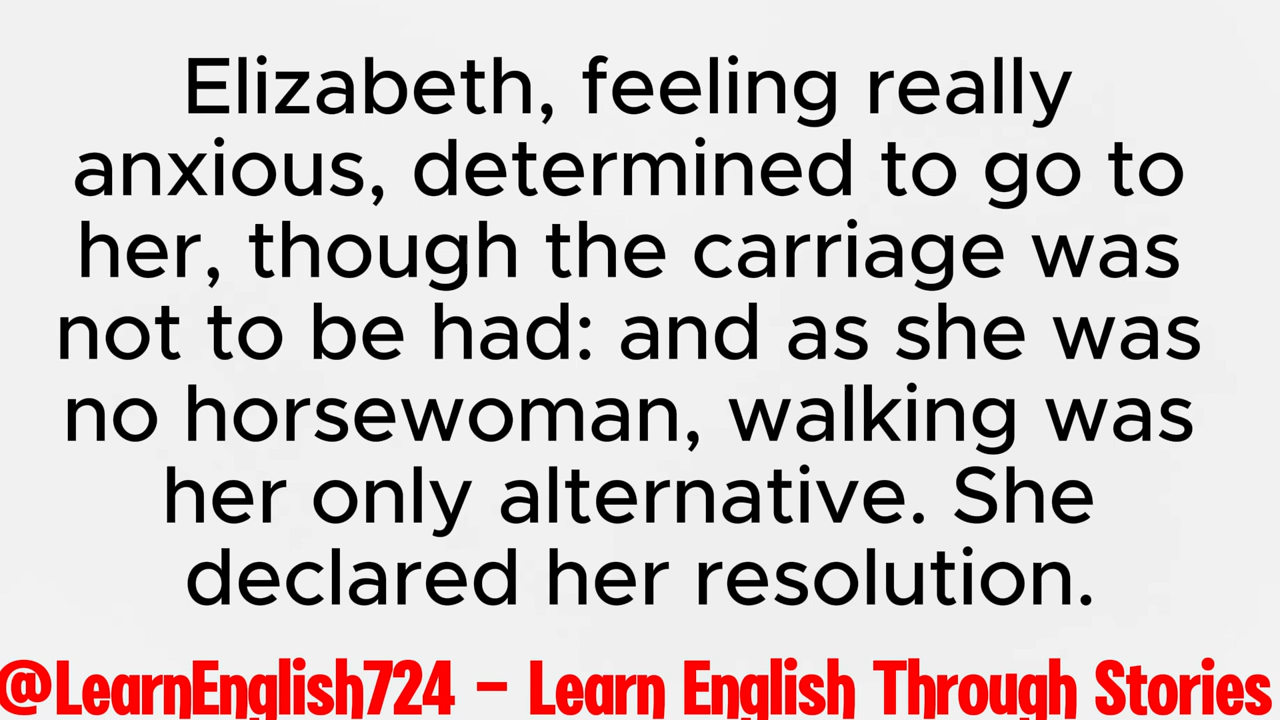 Elizabeth, feeling really
anxious, determined to go to
her, though the carriage was
not to be had: and as she was
no horsewoman, walking was
her only alternative. She
declared her resolution.
@LearnEnglish724 – Learn English Through Stories